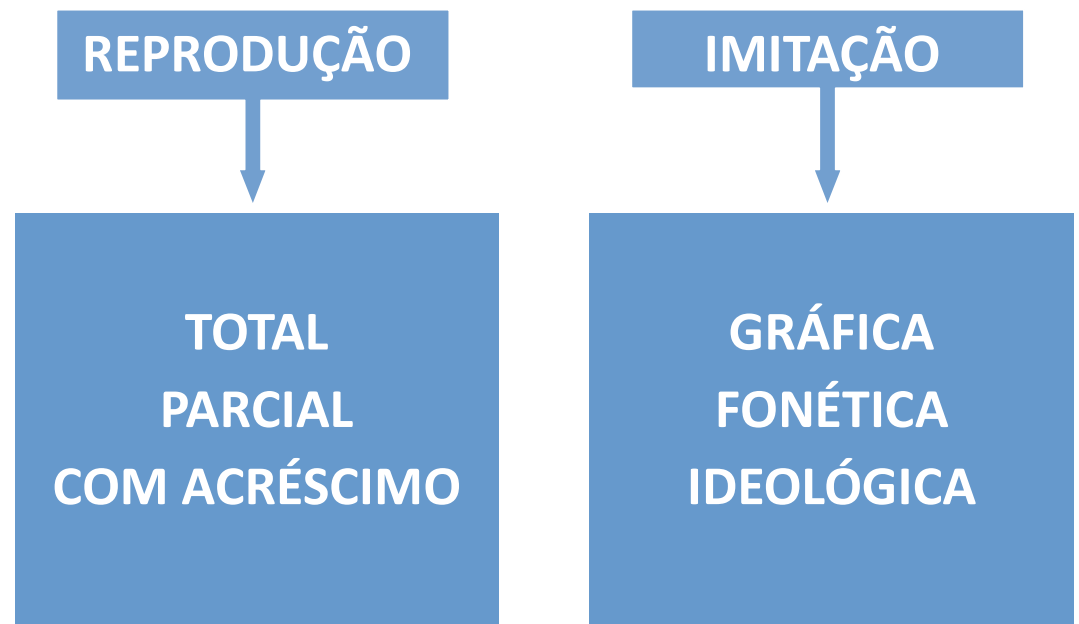 REPRODUÇÃO
TOTAL
PARCIAL
COM ACRÉSCIMO
IMITAÇÃO
GRÁFICA
FONÉTICA
IDEOLÓGICA